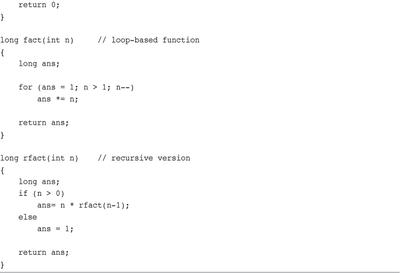 return 0;
}
long fact(int n)     // loop-based function
{
    long ans;
    for (ans = 1; n > 1; n--)
        ans *= n;
    return ans;
}
long rfact(int n)    // recursive version
{
    long ans;
    if (n > 0)
        ans= n * rfact(n-1);
    else
        ans = 1;
    return ans;
}